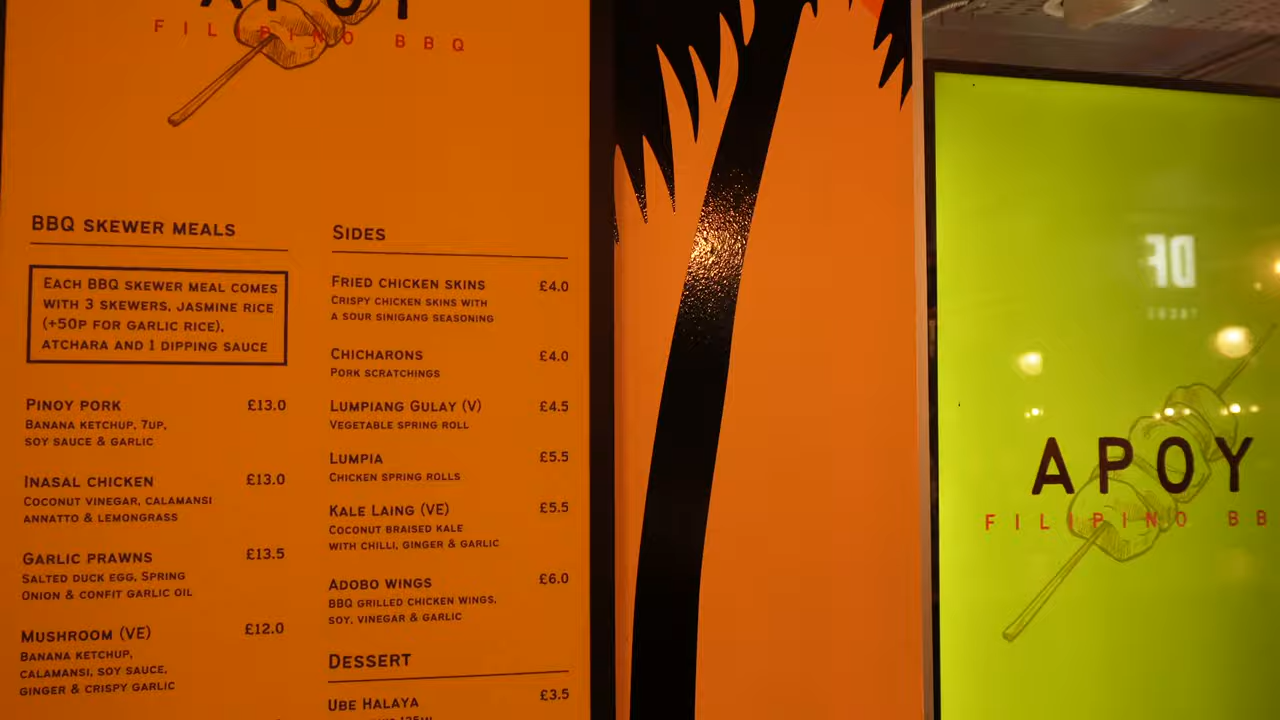 APOY
FILIPINO BBQ
BBQ SKEWER MEALS
EACH BBQ SKEWER MEAL COMES
WITH 3 SKEWERS, JASMINE RICE
(+50P FOR GARLIC RICE),
ATCHARA AND 1 DIPPING SAUCE
PINOY PORK £13.0
BANANA KETCHUP, 7UP,
SOY SAUCE & GARLIC
INASAL CHICKEN £13.0
COCONUT VINEGAR, CALAMANSI
ANNATTO & LEMONGRASS
GARLIC PRAWNS £13.5
SALTED DUCK EGG, SPRING
ONION & CONFIT GARLIC OIL
MUSHROOM (VE) £12.0
BANANA KETCHUP,
CALAMANSI, SOY SAUCE,
GINGER & CRISPY GARLIC
SIDES
FRIED CHICKEN SKINS £4.0
CRISPY CHICKEN SKINS WITH
A SOUR SINIGANG SEASONING
CHICHARONS £4.0
PORK SCRATCHINGS
LUMPIANG GULAY (V) £4.5
VEGETABLE SPRING ROLL
LUMPIA £5.5
CHICKEN SPRING ROLLS
KALE LAING (VE) £5.5
COCONUT BRAISED KALE
WITH CHILLI, GINGER & GARLIC
ADOBO WINGS £6.0
BBQ GRILLED CHICKEN WINGS,
SOY, VINEGAR & GARLIC
DESSERT
UBE HALAYA £3.5
APOY
FILIPINO BB